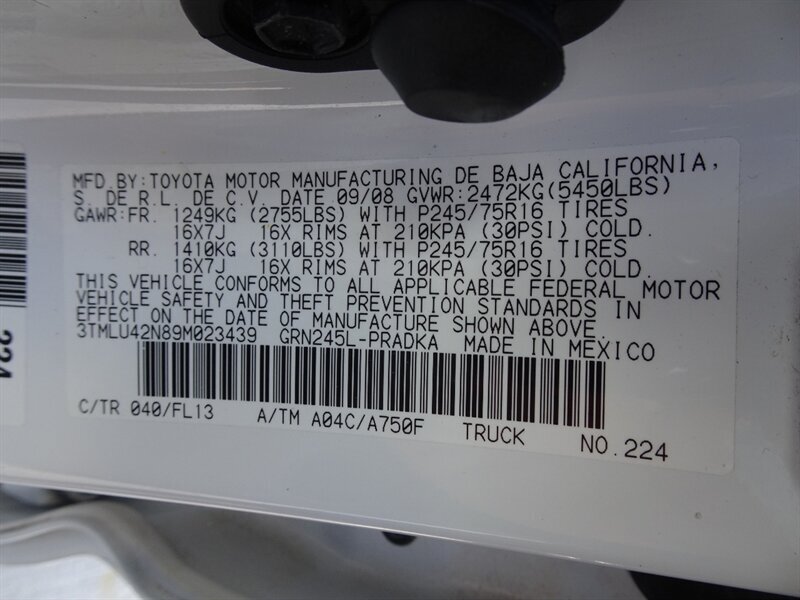 MFD.BY:TOYOTA MOTOR MANUFACTURING DE BAJA CALIFORNIA,
S. DE R.L. DE C.V. DATE 09/08 GVWR:2472KG(5450LBS)
GAWR:FR. 1249KG (2755LBS) WITH P245/75R16 TIRES
16X7J 16X RIMS AT 210KPA (30PSI) COLD.
RR. 1410KG (3110LBS) WITH P245/75R16 TIRES
16X7J 16X RIMS AT 210KPA (30PSI) COLD.
THIS VEHICLE CONFORMS TO ALL APPLICABLE FEDERAL MOTOR
VEHICLE SAFETY AND THEFT PREVENTION STANDARDS IN
EFFECT ON THE DATE OF MANUFACTURE SHOWN ABOVE.
3TMLU42N89M023439 GRN245L-PRADKA MADE IN MEXICO
C/TR 040/FL13 A/TM A04C/A750F TRUCK NO.224
224